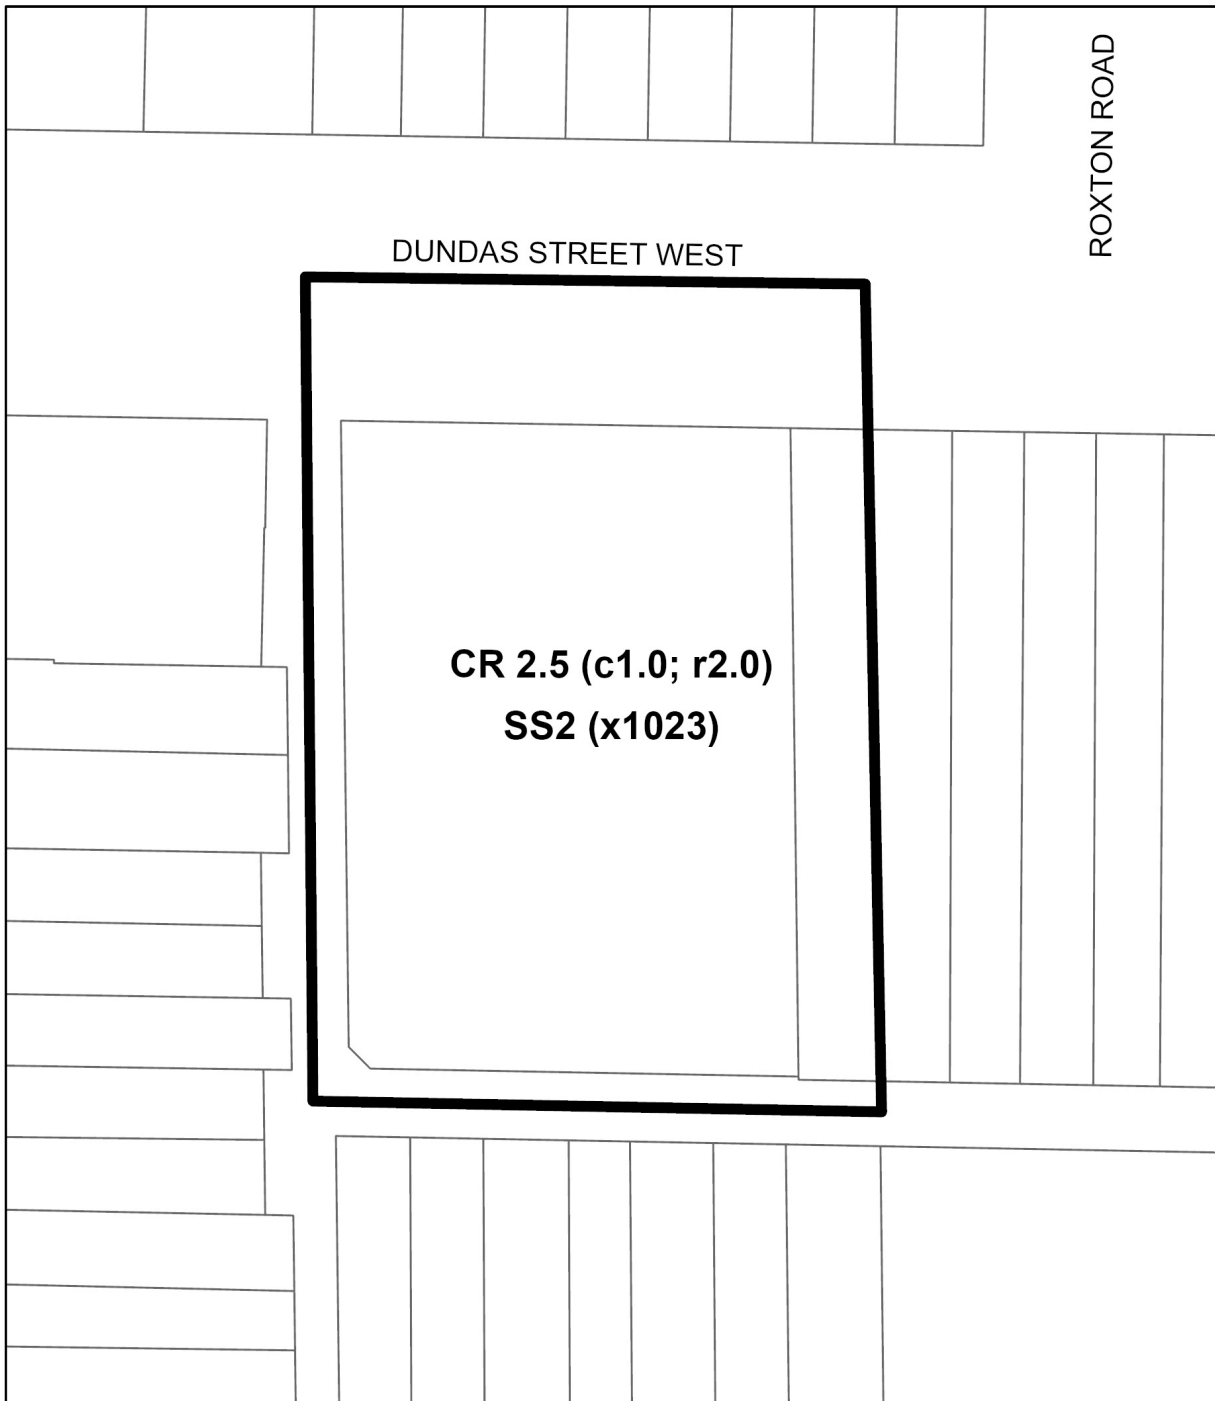 ROXTON ROAD
DUNDAS STREET WEST
CR 2.5 (c1.0; r2.0)
SS2 (x1023)